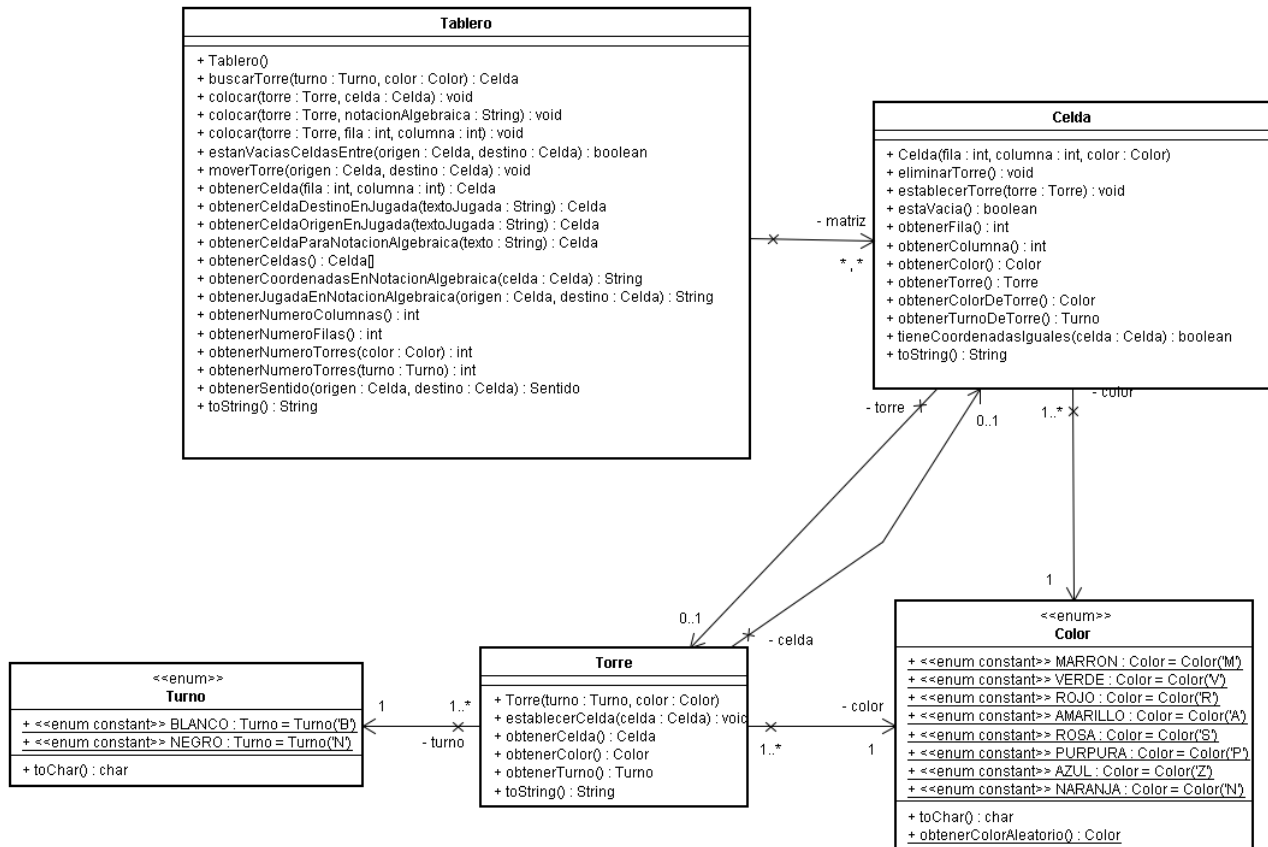 Tablero
+ Tablero()
+ buscarTorre(turno : Turno, color : Color) : Celda
+ colocar(torre : Torre, celda : Celda) : void
+ colocar(torre : Torre, notacionAlgebraica : String) : void
+ colocar(torre : Torre, fila : int, columna : int) : void
+ estanVaciasCeldasEntre(origen : Celda, destino : Celda) : boolean
+ moverTorre(origen : Celda, destino : Celda) : void
+ obtenerCelda(fila : int, columna : int) : Celda
+ obtenerCeldaDestinoEnJugada(textoJugada : String) : Celda
+ obtenerCeldaOrigenEnJugada(textoJugada : String) : Celda
+ obtenerCeldaParaNotacionAlgebraica(texto : String) : Celda
+ obtenerCeldas() : Celda[]
+ obtenerCoordenadasEnNotacionAlgebraica(celda : Celda) : String
+ obtenerJugadaEnNotacionAlgebraica(origen : Celda, destino : Celda) : String
+ obtenerNumeroColumnas() : int
+ obtenerNumeroFilas() : int
+ obtenerNumeroTorres(color : Color) : int
+ obtenerNumeroTorres(turno : Turno) : int
+ obtenerSentido(origen : Celda, destino : Celda) : Sentido
+ toString() : String
- matriz
* , *
Celda
+ Celda(fila : int, columna : int, color : Color)
+ eliminarTorre() : void
+ establecerTorre(torre : Torre) : void
+ estaVacia() : boolean
+ obtenerFila() : int
+ obtenerColumna() : int
+ obtenerColor() : Color
+ obtenerTorre() : Torre
+ obtenerColorDeTorre() : Color
+ obtenerTurnoDeTorre() : Turno
+ tieneCoordenadasIguales(celda : Celda) : boolean
+ toString() : String
- torre
0..1
1..*
- color
0..1
- celda
1
<<enum>>
Turno
+ <<enum constant>> BLANCO : Turno = Turno('B')
+ <<enum constant>> NEGRO : Turno = Turno('N')
+ toChar() : char
1
1..*
- turno
Torre
+ Torre(turno : Turno, color : Color)
+ establecerCelda(celda : Celda) : void
+ obtenerCelda() : Celda
+ obtenerColor() : Color
+ obtenerTurno() : Turno
+ toString() : String
- color
1..*
1
<<enum>>
Color
+ <<enum constant>> MARRON : Color = Color('M')
+ <<enum constant>> VERDE : Color = Color('V')
+ <<enum constant>> ROJO : Color = Color('R')
+ <<enum constant>> AMARILLO : Color = Color('A')
+ <<enum constant>> ROSA : Color = Color('S')
+ <<enum constant>> PURPURA : Color = Color('P')
+ <<enum constant>> AZUL : Color = Color('Z')
+ <<enum constant>> NARANJA : Color = Color('N')
+ toChar() : char
+ obtenerColorAleatorio() : Color